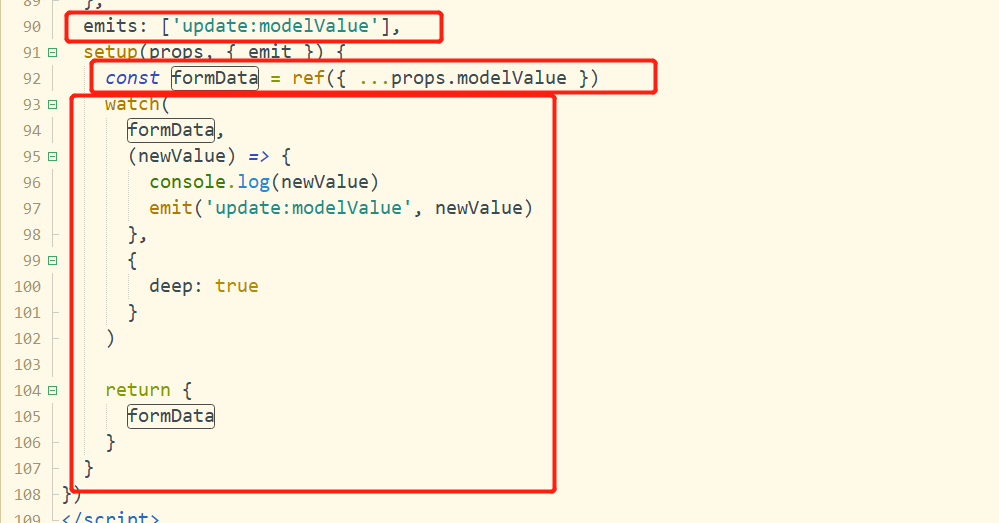 89 },
90 emits: ['update:modelValue'],
91 setup(props, { emit }) {
92 const formData = ref({ ...props.modelValue })
93 watch(
94 formData,
95 (newValue) => {
96 console.log(newValue)
97 emit('update:modelValue', newValue)
98 },
99 {
100 deep: true
101 }
102 )
103
104 return {
105 formData
106 }
107 }
108 })
109 </script>